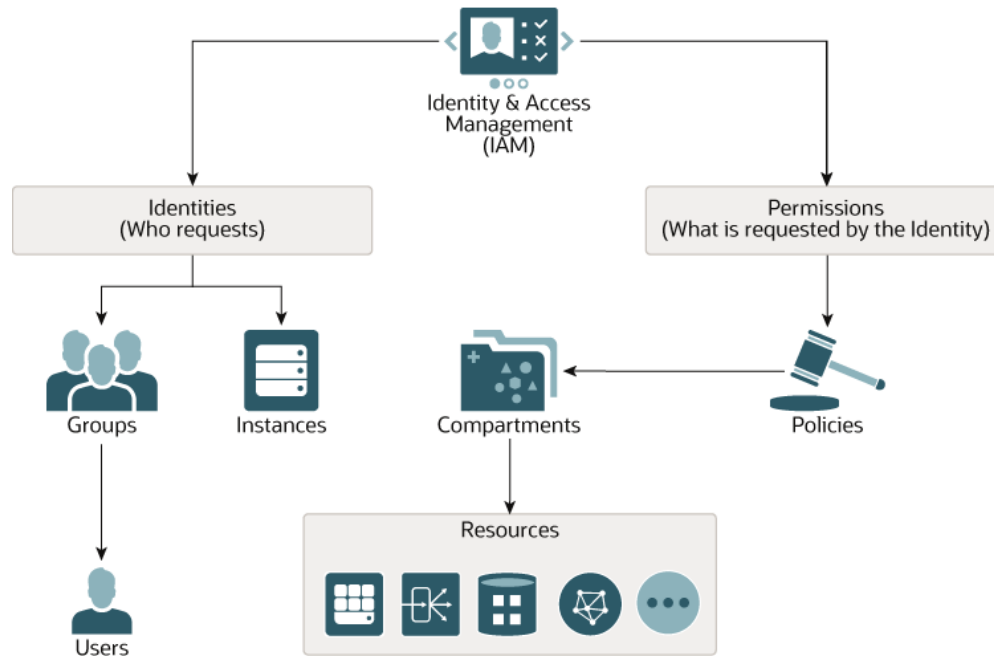 Identity & Access
Management
(IAM)
Identities
(Who requests)
Permissions
(What is requested by the Identity)
Groups
Instances
Compartments
Policies
Resources
Users